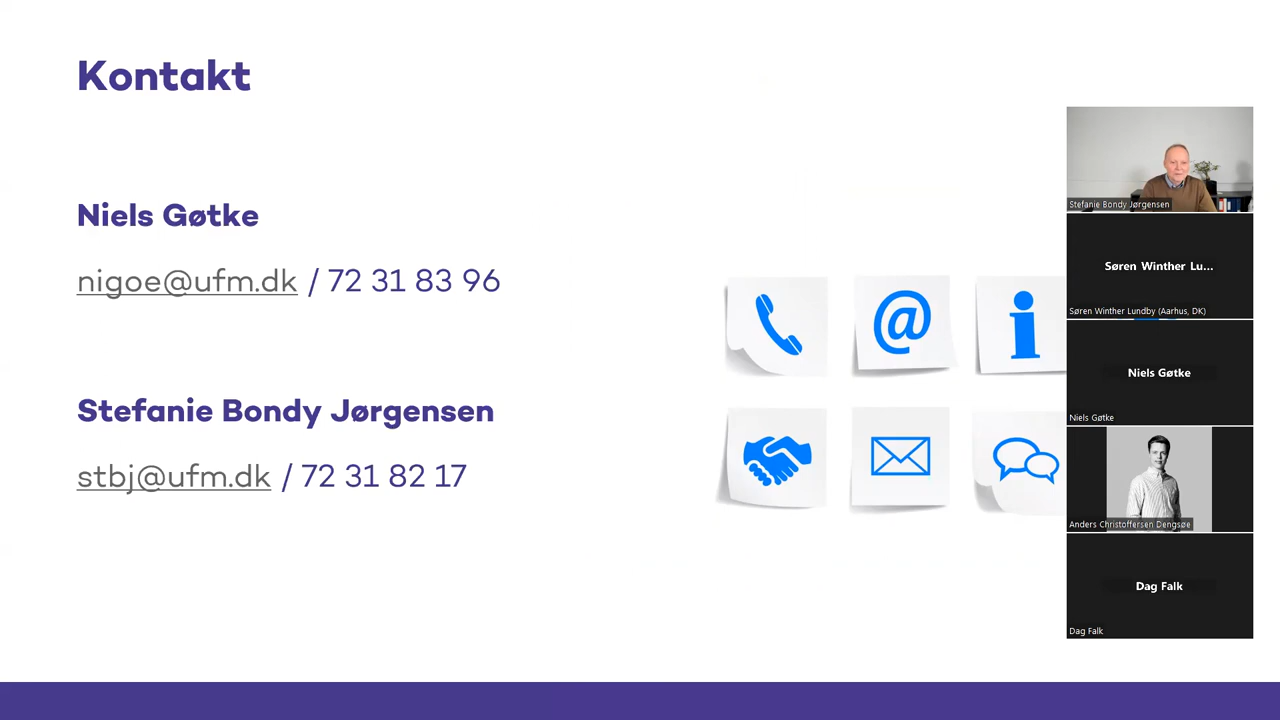 Kontakt
Niels Gøtke
nigoe@ufm.dk / 72 31 83 96
Stefanie Bondy Jørgensen
stbj@ufm.dk / 72 31 82 17
Stefanie Bondy Jørgensen
Søren Winther Lu...
Søren Winther Lundby (Aarhus, DK)
Niels Gøtke
Niels Gøtke
Anders Christoffersen Dengsøe
Dag Falk
Dag Falk